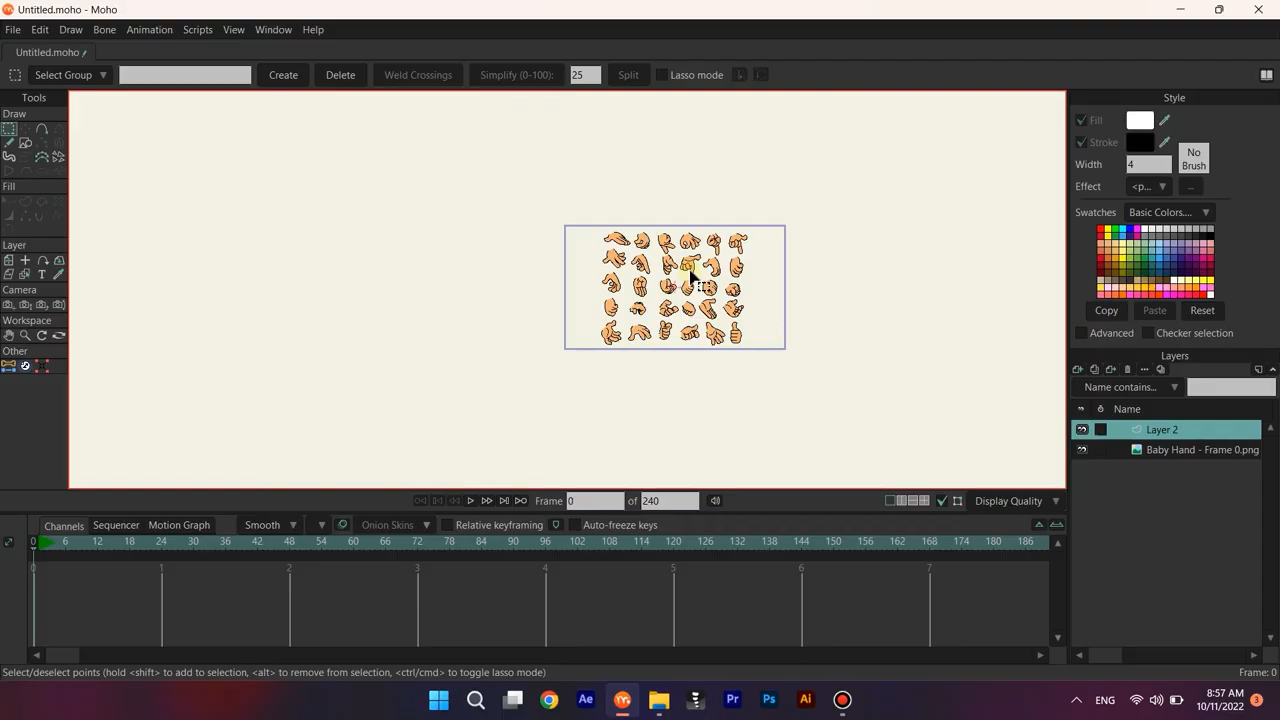 Untitled.moho - Moho
File Edit Draw Bone Animation Scripts View Window Help
Untitled.moho
Select Group Create Delete Weld Crossings Simplify (0-100): 25 Split Lasso mode
Tools
Draw
Fill
Layer
Camera
Workspace
Other
Style
Fill
Stroke
No Brush
Width 4
Effect <p... ...
Swatches Basic Colors....
Copy Paste Reset
Advanced Checker selection
Layers
Name contains...
Name
Layer 2
Baby Hand - Frame 0.png
Frame 0 of 240 Display Quality
Channels Sequencer Motion Graph Smooth Onion Skins Relative keyframing Auto-freeze keys
0 6 12 18 24 30 36 42 48 54 60 66 72 78 84 90 96 102 108 114 120 126 132 138 144 150 156 162 168 174 180 186
0 1 2 3 4 5 6 7
Select/deselect points (hold <shift> to add to selection, <alt> to remove from selection, <ctrl/cmd> to toggle lasso mode) Frame: 0
Ae Pr Ps Ai ENG 8:57 AM 3
10/11/2022